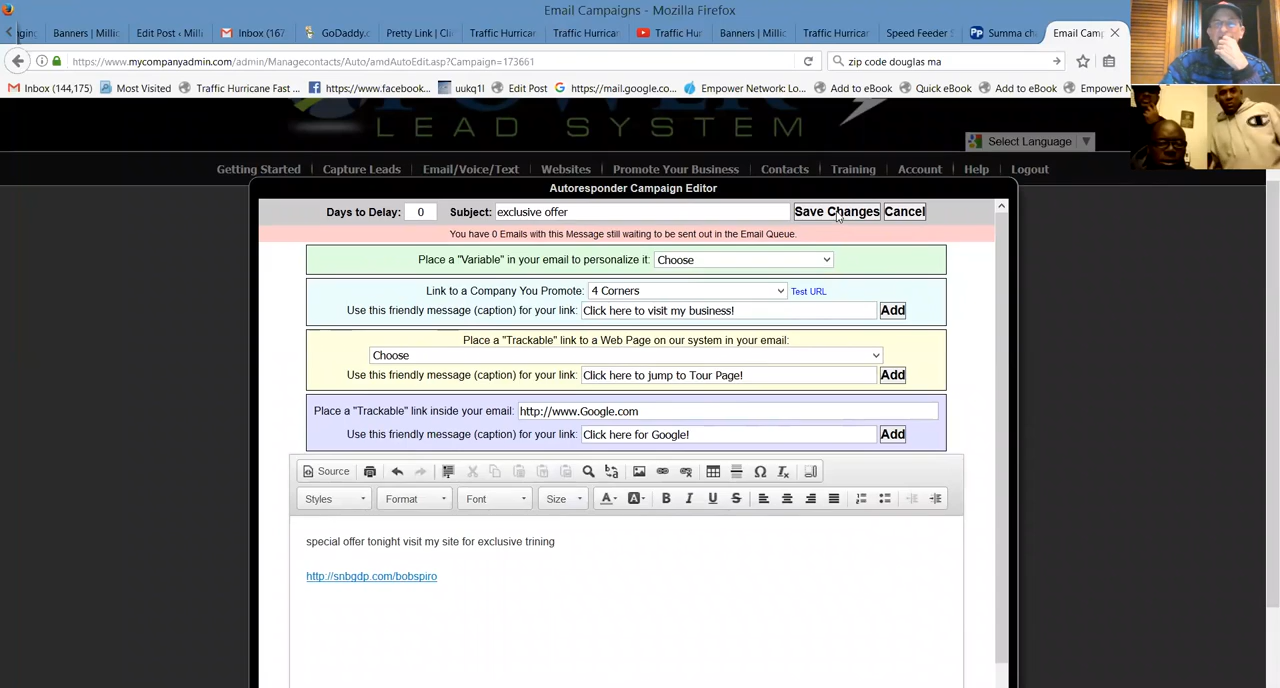 Email Campaigns - Mozilla Firefox
Banners | Millic Edit Post ‹ Milli Inbox (167 GoDaddy.c Pretty Link | Cli Traffic Hurrica Traffic Hurricar Traffic Hur Banners | Millic Traffic Hurricar Speed Feeder S Summa ch Email Camp
https://www.mycompanyadmin.com/admin/Managecontacts/Auto/amdAutoEdit.asp?Campaign=173661 zip code douglas ma
Inbox (144,175) Most Visited Traffic Hurricane Fast ... https://www.facebook... uukq1l Edit Post https://mail.google.co... Empower Network: Lo... Add to eBook Quick eBook Add to eBook Empower N
POWER
LEAD SYSTEM
Select Language
Getting Started Capture Leads Email/Voice/Text Websites Promote Your Business Contacts Training Account Help Logout
Autoresponder Campaign Editor
Days to Delay: 0 Subject: exclusive offer Save Changes Cancel
You have 0 Emails with this Message still waiting to be sent out in the Email Queue.
Place a "Variable" in your email to personalize it: Choose
Link to a Company You Promote: 4 Corners Test URL
Use this friendly message (caption) for your link: Click here to visit my business! Add
Place a "Trackable" link to a Web Page on our system in your email:
Choose
Use this friendly message (caption) for your link: Click here to jump to Tour Page! Add
Place a "Trackable" link inside your email: http://www.Google.com
Use this friendly message (caption) for your link: Click here for Google! Add
Source
Styles Format Font Size A A B I U S
special offer tonight visit my site for exclusive trining
http://snbgdp.com/bobspiro